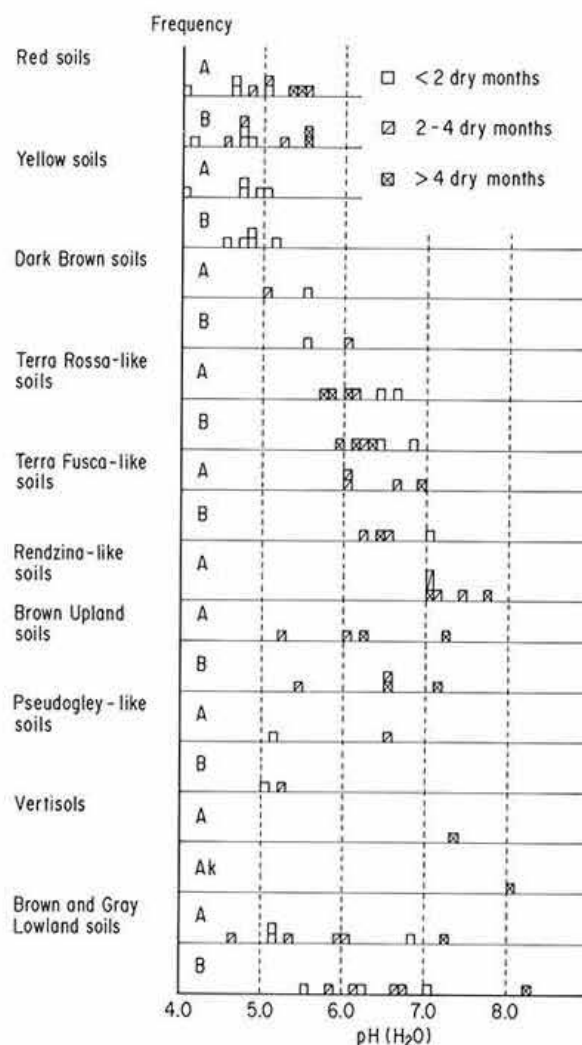 Frequency
Red soils
A
□ < 2 dry months
B
2 - 4 dry months
Yellow soils
A
> 4 dry months
B
Dark Brown soils
A
B
Terra Rossa-like
soils
A
B
Terra Fusca-like
soils
A
B
Rendzina-like
soils
A
Brown Upland
soils
A
B
Pseudogley-like
soils
A
B
Vertisols
A
Ak
Brown and Gray
Lowland soils
A
B
4.0 5.0 6.0 7.0 8.0
pH (H₂O)